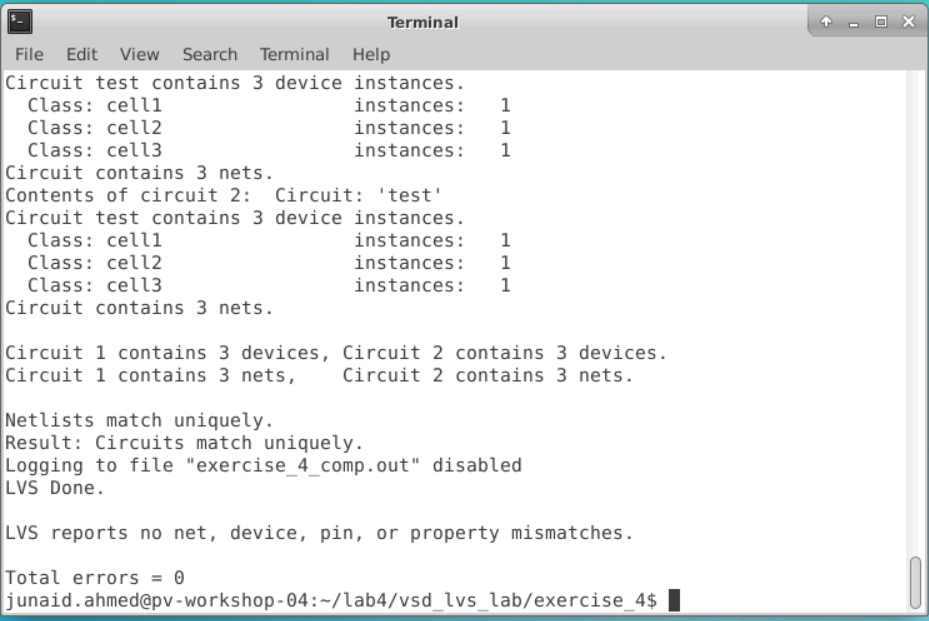 Terminal
File Edit View Search Terminal Help
Circuit test contains 3 device instances.
  Class: cell1                 instances:   1
  Class: cell2                 instances:   1
  Class: cell3                 instances:   1
Circuit contains 3 nets.
Contents of circuit 2:  Circuit: 'test'
Circuit test contains 3 device instances.
  Class: cell1                 instances:   1
  Class: cell2                 instances:   1
  Class: cell3                 instances:   1
Circuit contains 3 nets.
Circuit 1 contains 3 devices, Circuit 2 contains 3 devices.
Circuit 1 contains 3 nets,    Circuit 2 contains 3 nets.
Netlists match uniquely.
Result: Circuits match uniquely.
Logging to file "exercise_4_comp.out" disabled
LVS Done.
LVS reports no net, device, pin, or property mismatches.
Total errors = 0
junaid.ahmed@pv-workshop-04:~/lab4/vsd_lvs_lab/exercise_4$